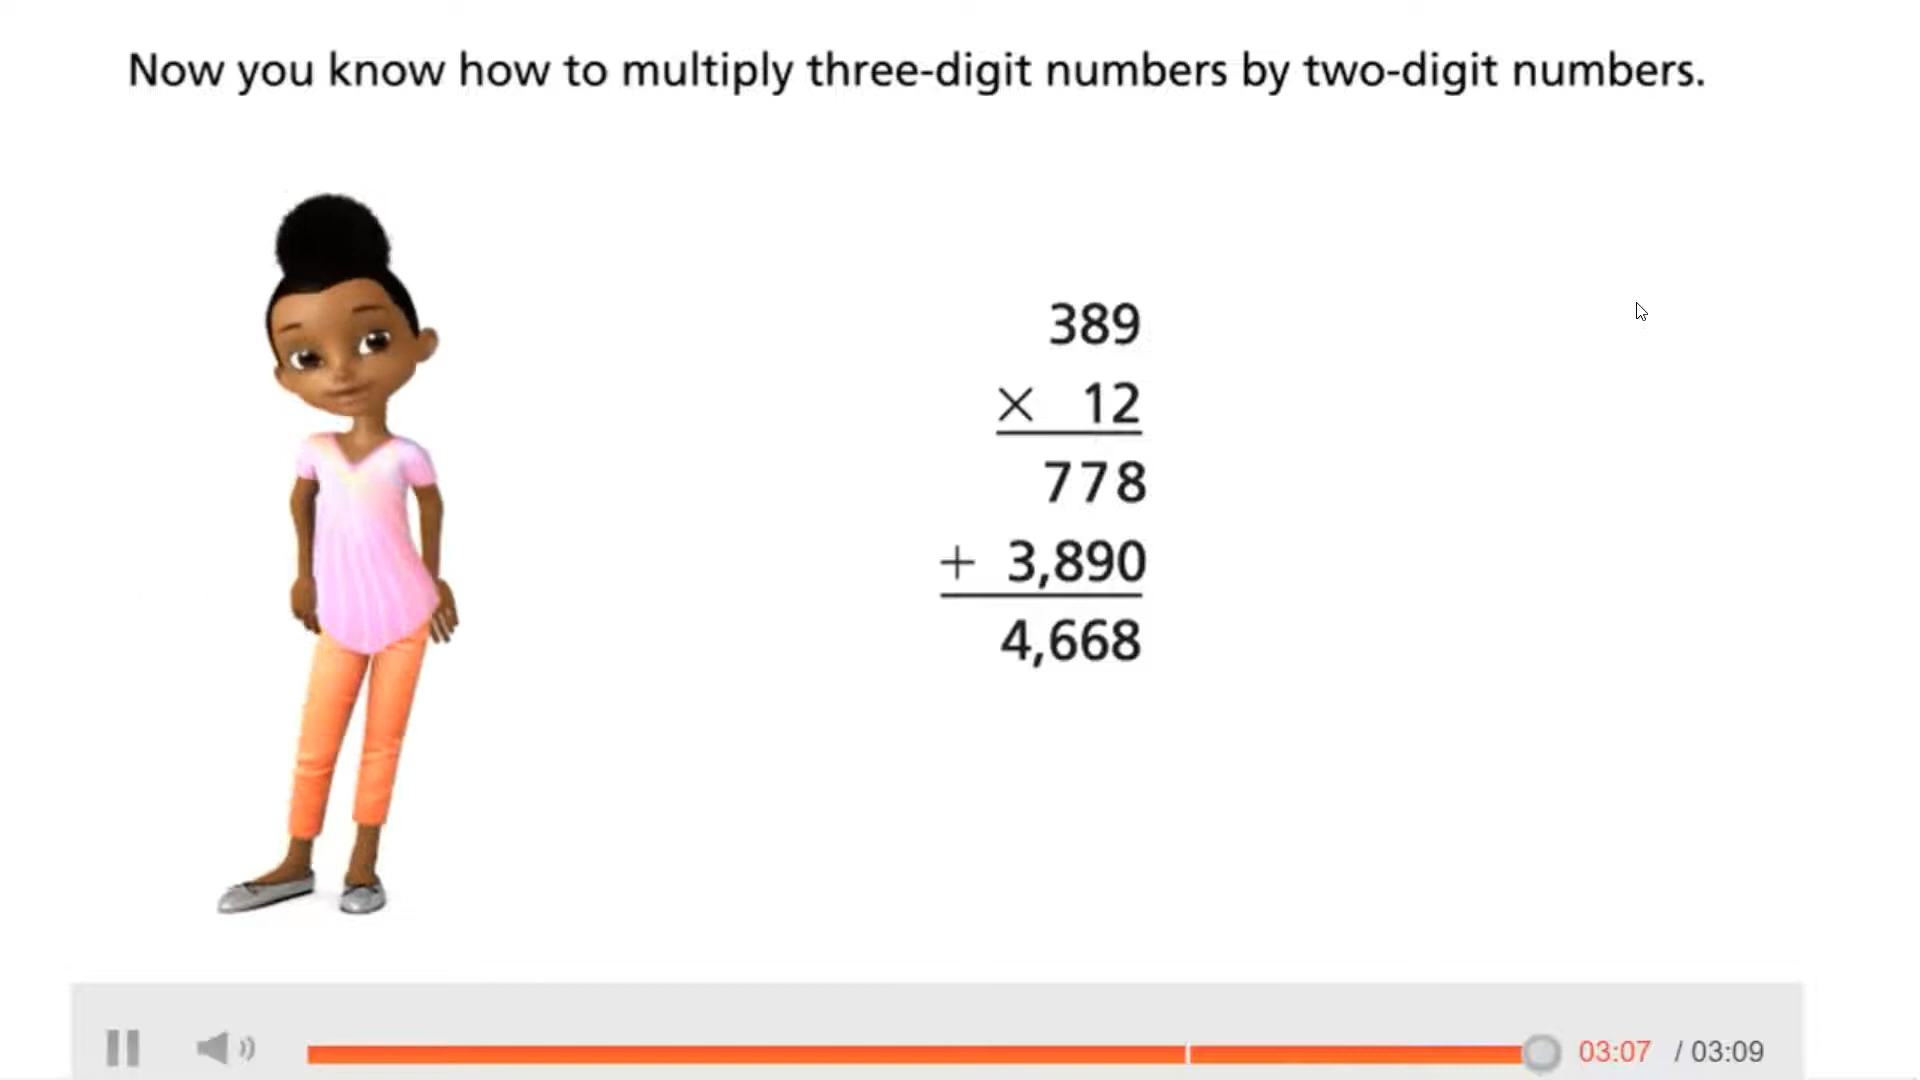 Now you know how to multiply three-digit numbers by two-digit numbers.
389
× 12
778
+ 3,890
4,668
03:07 / 03:09